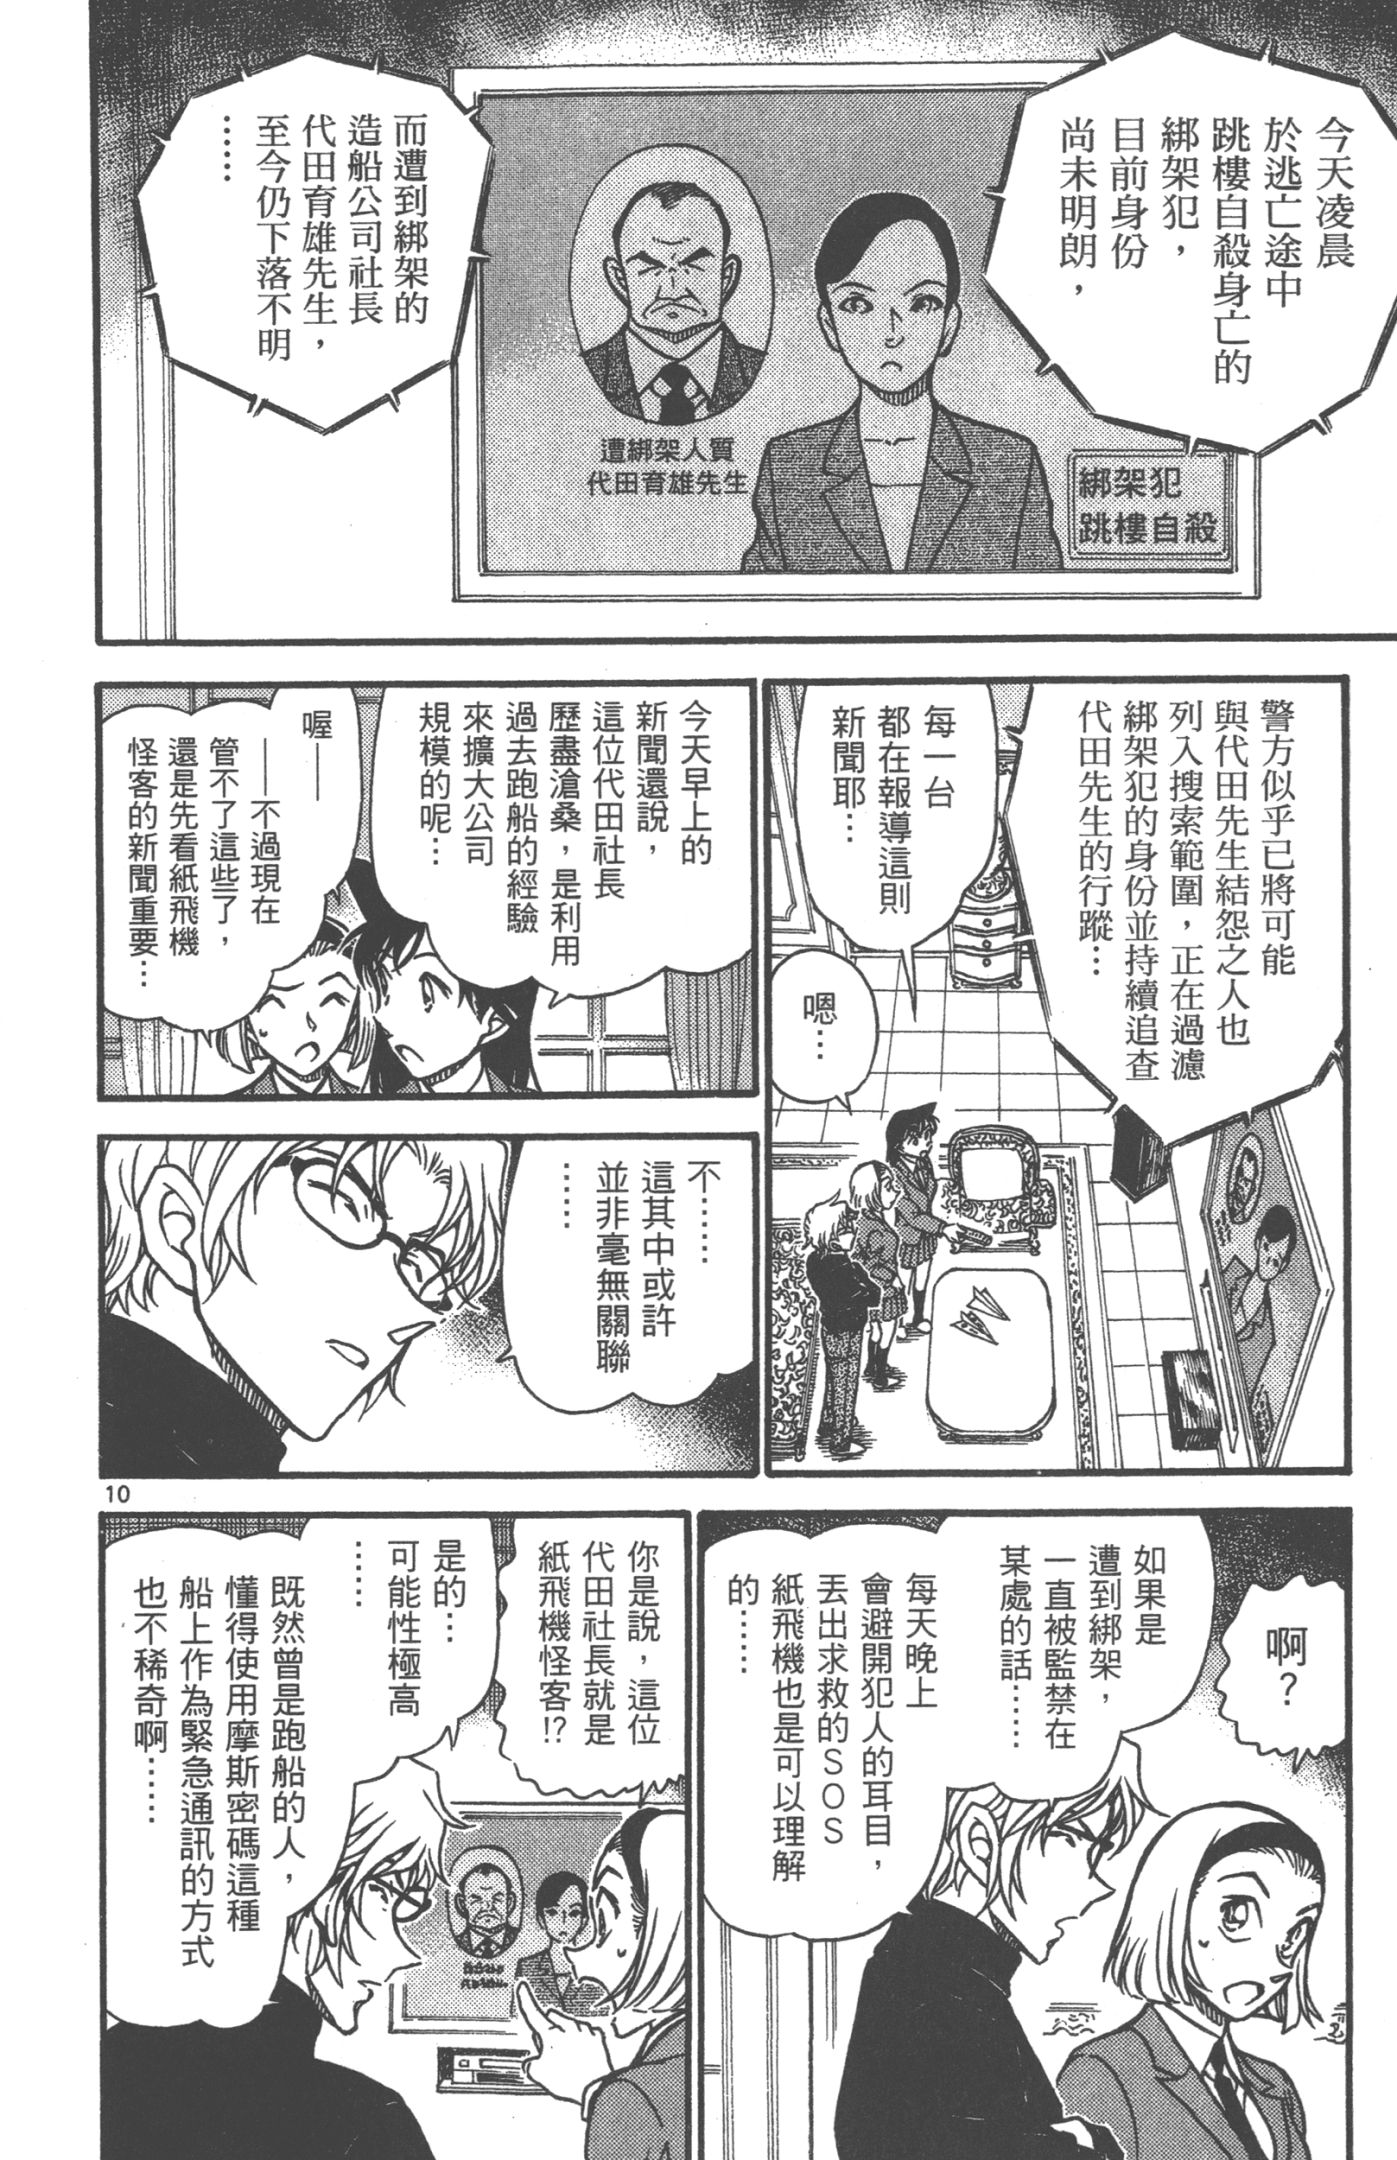 今天凌晨
於逃亡途中
跳樓自殺身亡的
綁架犯，
目前身份
尚未明朗，
綁架犯
跳樓自殺
遭綁架人質
代田育雄先生
而遭到綁架的
造船公司社長
代田育雄先生，
至今仍下落不明
……
警方似乎已將可能
與代田先生結怨之人也
列入搜索範圍，正在過濾
綁架犯的身份並持續追查
代田先生的行蹤…
每一台
都在報導這則
新聞耶…
嗯…
今天早上的
新聞還說，
這位代田社長
歷盡滄桑，是利用
過去跑船的經驗
來擴大公司
規模的呢…
喔——
——不過現在
管不了這些了，
還是先看紙飛機
怪客的新聞重要…
不……
這其中或許
並非毫無關聯
……
10
啊？
如果是
遭到綁架，
一直被監禁在
某處的話……
每天晚上
會避開犯人的耳目，
丟出求救的SOS
紙飛機也是可以理解
的……
你是說，這位
代田社長就是
紙飛機怪客!?
是的…
可能性極高
……
既然曾是跑船的人，
懂得使用摩斯密碼這種
船上作為緊急通訊的方式
也不稀奇啊……